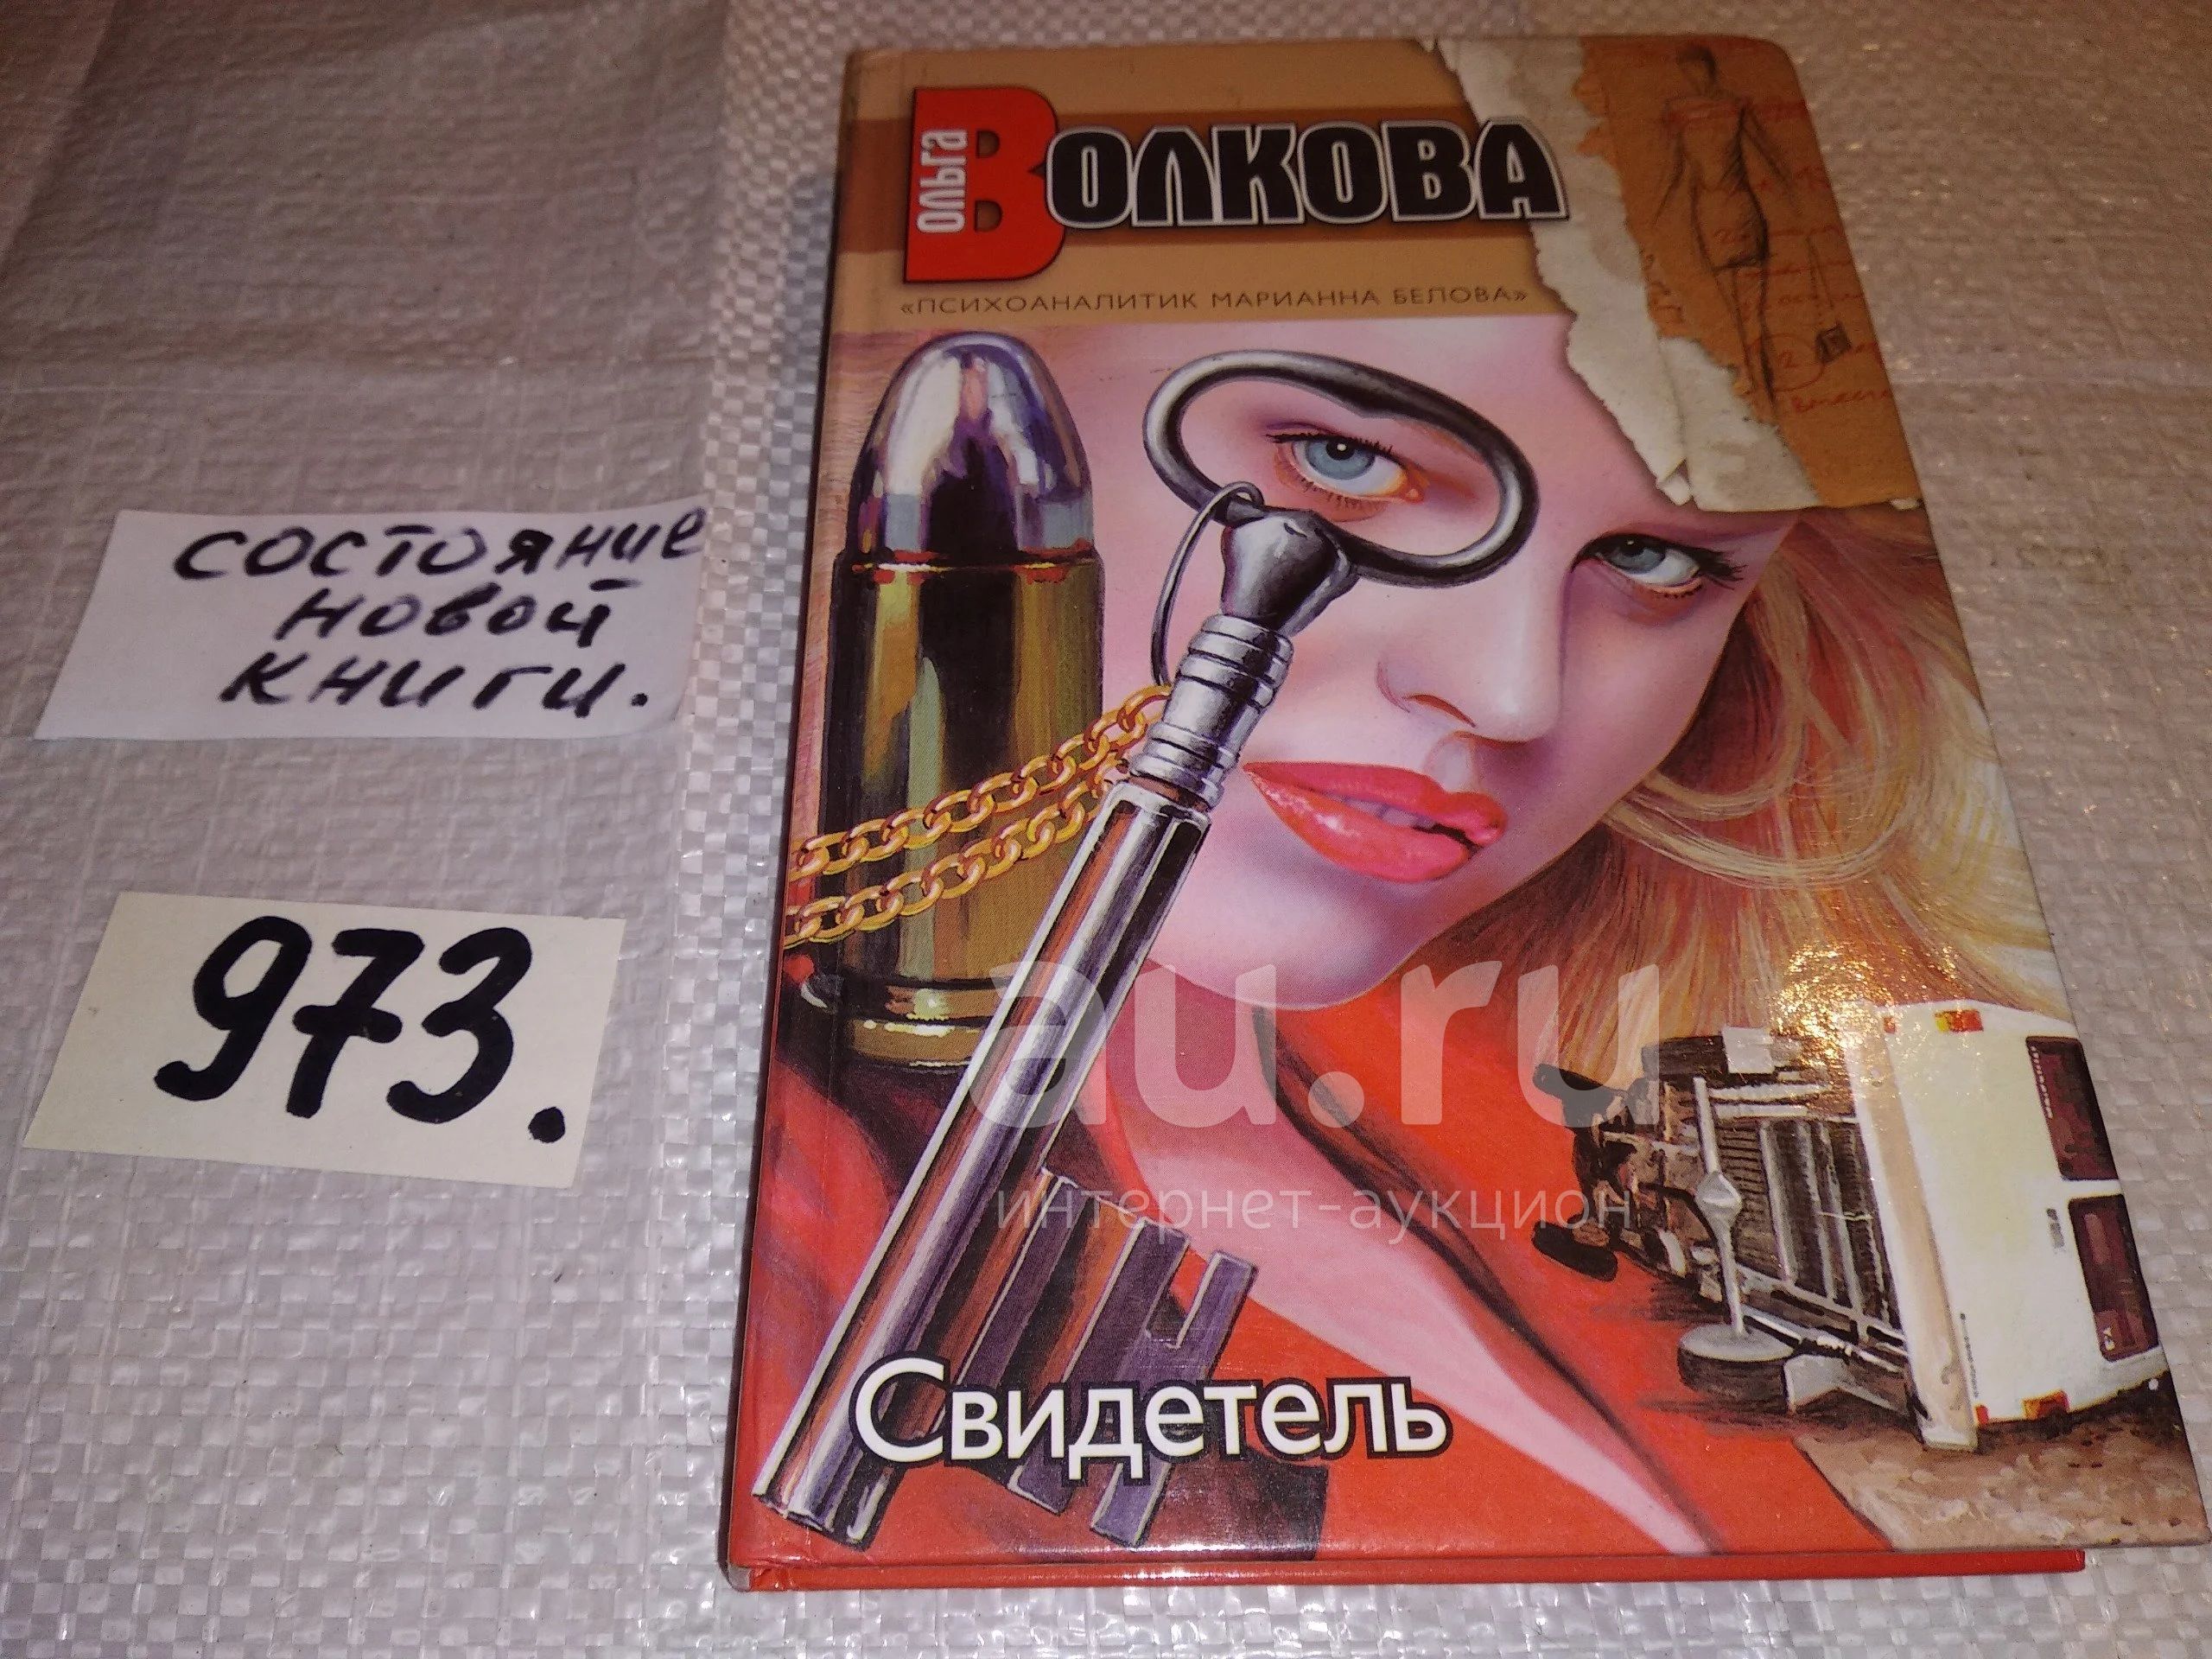 Ольга
Волкова
«ПСИХОАНАЛИТИК МАРИАННА БЕЛОВА»
состояние
новой
книги.
973.
au.ru
интернет-аукцион
Свидетель